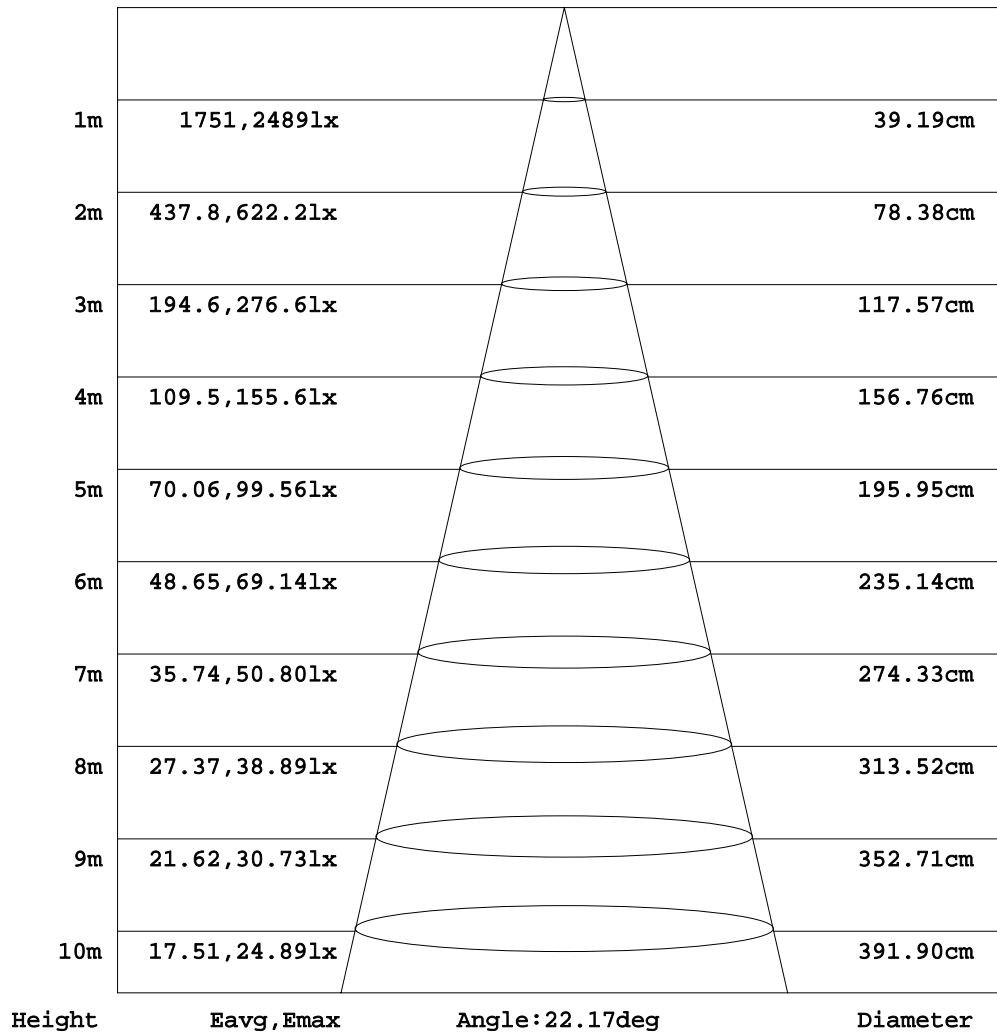 1m 1751,2489lx 39.19cm
2m 437.8,622.2lx 78.38cm
3m 194.6,276.6lx 117.57cm
4m 109.5,155.6lx 156.76cm
5m 70.06,99.56lx 195.95cm
6m 48.65,69.14lx 235.14cm
7m 35.74,50.80lx 274.33cm
8m 27.37,38.89lx 313.52cm
9m 21.62,30.73lx 352.71cm
10m 17.51,24.89lx 391.90cm
Height Eavg,Emax Angle:22.17deg Diameter